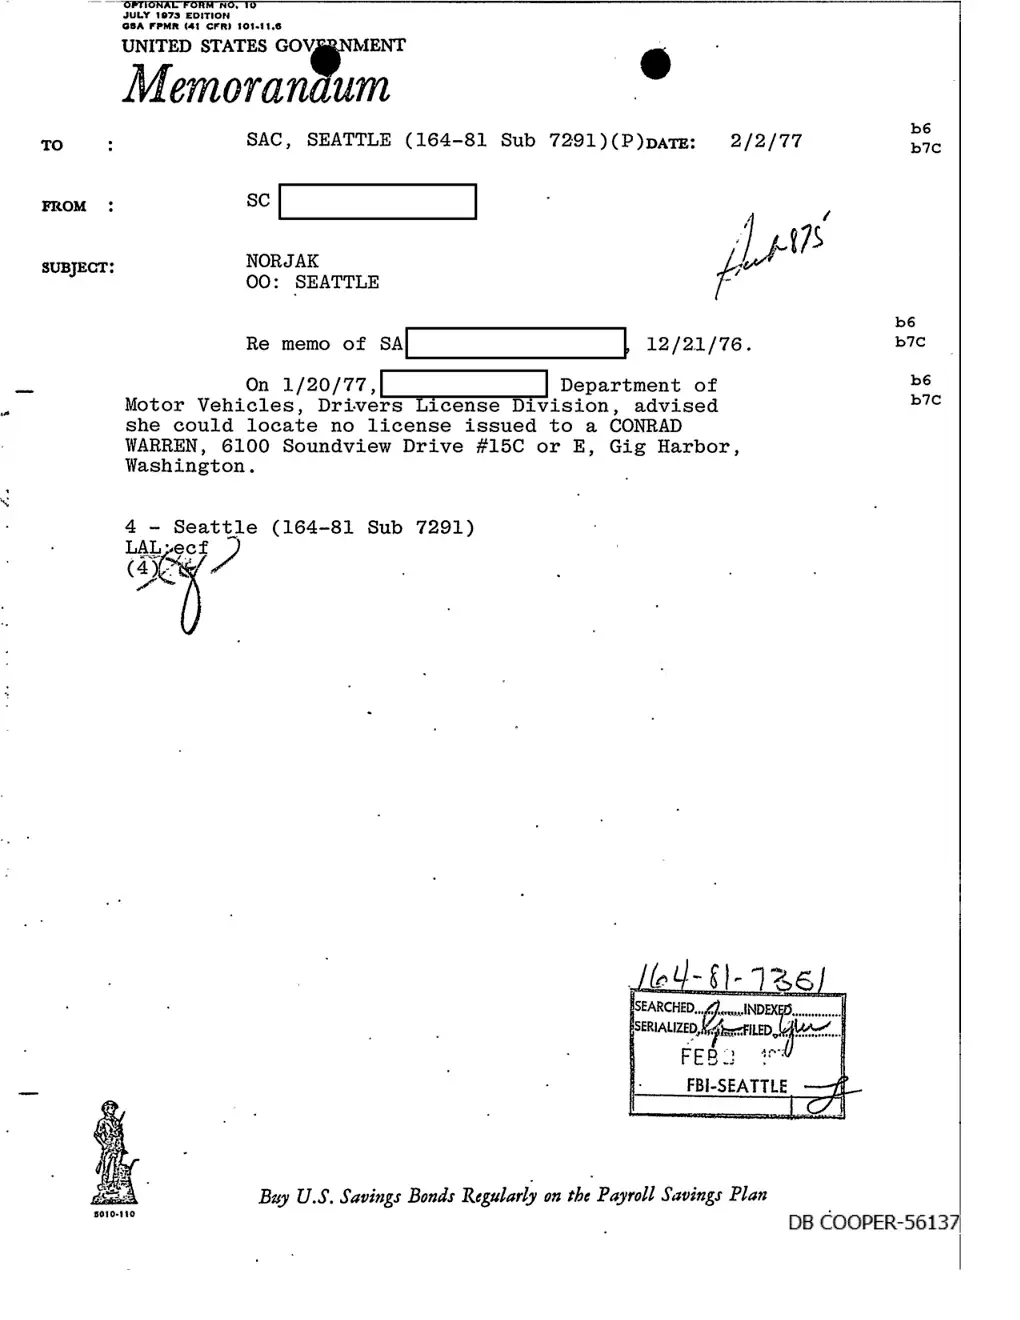 OPTIONAL FORM NO. 10
JULY 1973 EDITION
GSA FPMR (41 CFR) 101-11.6
UNITED STATES GOVERNMENT
Memorandum
TO : SAC, SEATTLE (164-81 Sub 7291)(P) DATE: 2/2/77
b6
b7C
FROM : SC
SUBJECT: NORJAK
OO: SEATTLE
Re memo of SA , 12/21/76.
b6
b7C
On 1/20/77, Department of
Motor Vehicles, Drivers License Division, advised
she could locate no license issued to a CONRAD
WARREN, 6100 Soundview Drive #15C or E, Gig Harbor,
Washington.
b6
b7C
4 - Seattle (164-81 Sub 7291)
LAL:ecf
(4)
164-81-7361
SEARCHED INDEXED
SERIALIZED FILED
FEB
FBI-SEATTLE
5010-110
Buy U.S. Savings Bonds Regularly on the Payroll Savings Plan
DB COOPER-56137